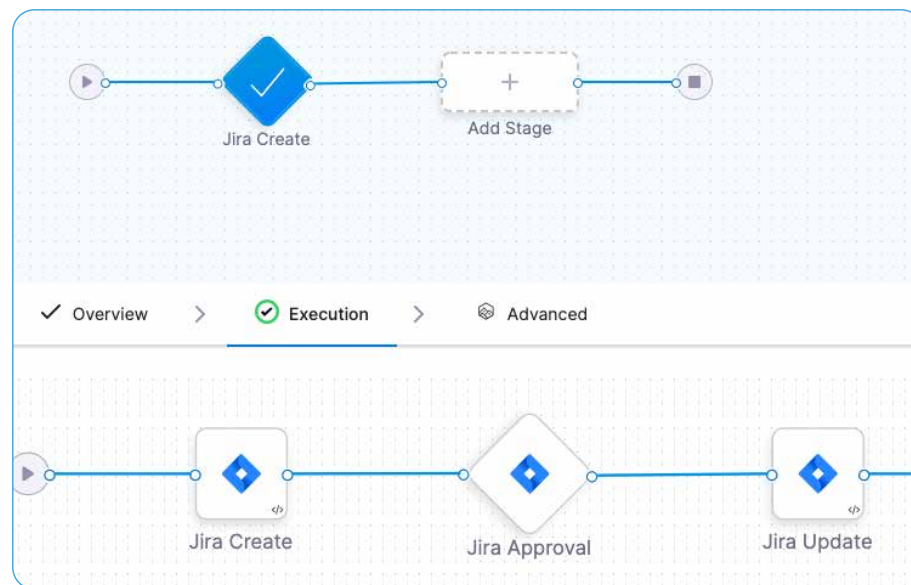 Jira Create
Add Stage
Overview
Execution
Advanced
</>
</>
Jira Create
Jira Approval
Jira Update